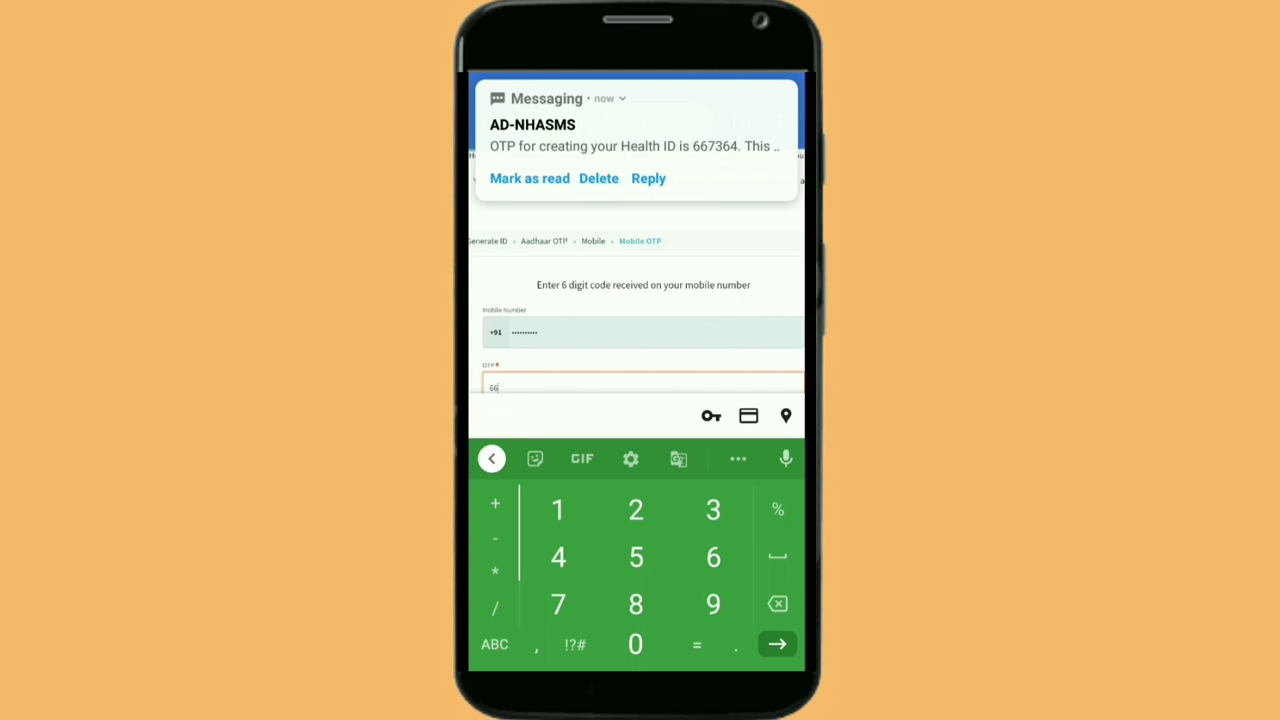 Messaging • now
AD-NHASMS
OTP for creating your Health ID is 667364. This ..
Mark as read Delete Reply
Generate ID Aadhaar OTP Mobile Mobile OTP
Enter 6 digit code received on your mobile number
Mobile Number
+91 ••••••••••
OTP*
66
GIF
+ 1 2 3 %
- 4 5 6
*
/ 7 8 9
ABC , !?# 0 = .